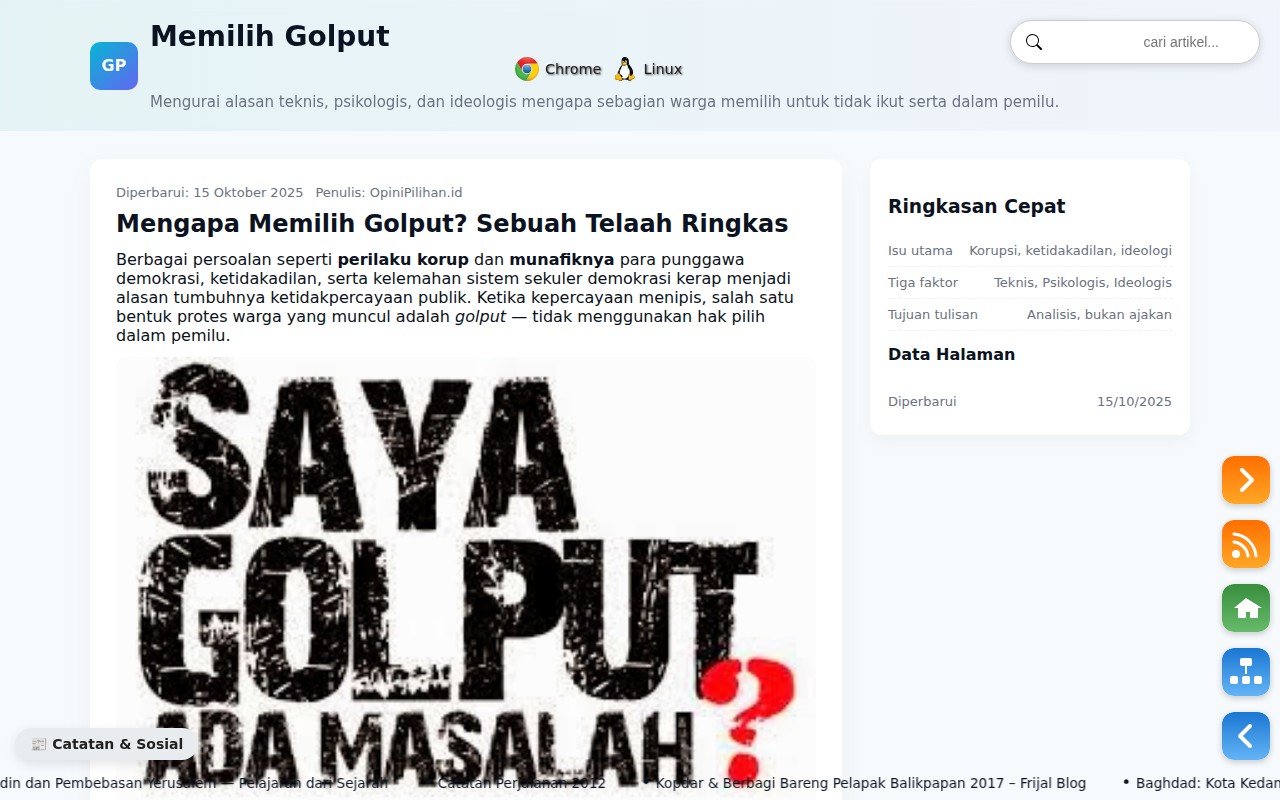 GP
Memilih Golput
Chrome Linux
Mengurai alasan teknis, psikologis, dan ideologis mengapa sebagian warga memilih untuk tidak ikut serta dalam pemilu.
cari artikel...
Diperbarui: 15 Oktober 2025 Penulis: OpiniPilihan.id
Mengapa Memilih Golput? Sebuah Telaah Ringkas
Berbagai persoalan seperti perilaku korup dan munafiknya para punggawa
demokrasi, ketidakadilan, serta kelemahan sistem sekuler demokrasi kerap menjadi
alasan tumbuhnya ketidakpercayaan publik. Ketika kepercayaan menipis, salah satu
bentuk protes warga yang muncul adalah golput — tidak menggunakan hak pilih
dalam pemilu.
SAYA
GOLPUT
ADA MASALAH ?
Ringkasan Cepat
Isu utama Korupsi, ketidakadilan, ideologi
Tiga faktor Teknis, Psikologis, Ideologis
Tujuan tulisan Analisis, bukan ajakan
Data Halaman
Diperbarui 15/10/2025
📰 Catatan & Sosial
din dan Pembebasan Yerusalem — Pelajaran dari Sejarah • Catatan Perjalanan 2012 • Kopdar & Berbagi Bareng Pelapak Balikpapan 2017 – Frijal Blog • Baghdad: Kota Kedan